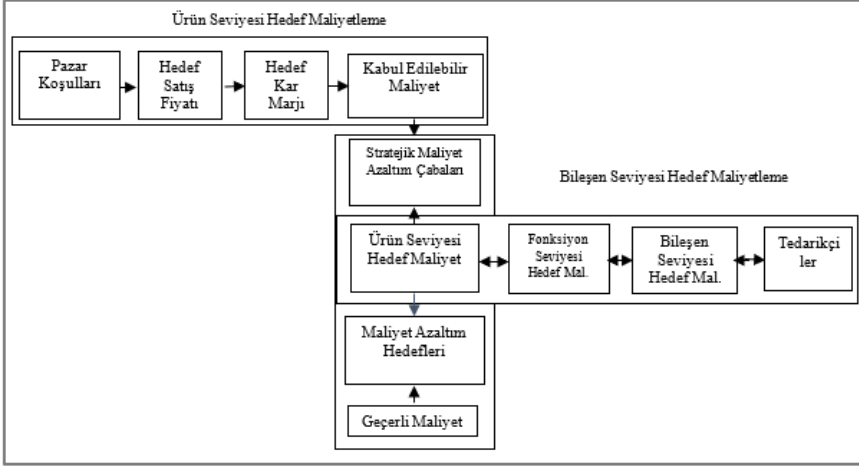 Ürün Seviyesi Hedef Maliyetleme
Pazar
Koşulları
Hedef
Satış
Fiyatı
Hedef
Kar
Marjı
Kabul Edilebilir
Maliyet
Stratejik Maliyet
Azaltım Çabaları
Bileşen Seviyesi Hedef Maliyetleme
Ürün Seviyesi
Hedef Maliyet
Fonksiyon
Seviyesi
Hedef Mal.
Bileşen
Seviyesi
Hedef Mal.
Tedarikçi
ler
Maliyet Azaltım
Hedefleri
Geçerli Maliyet